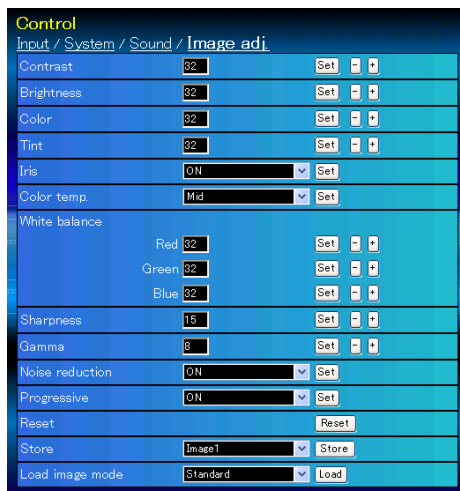 Control
Input / System / Sound / Image adj.
Contrast 32 Set - +
Brightness 32 Set - +
Color 32 Set - +
Tint 32 Set - +
Iris ON Set
Color temp. Mid Set
White balance
Red 32 Set - +
Green 32 Set - +
Blue 32 Set - +
Sharpness 15 Set - +
Gamma 8 Set - +
Noise reduction ON Set
Progressive ON Set
Reset Reset
Store Image1 Store
Load image mode Standard Load